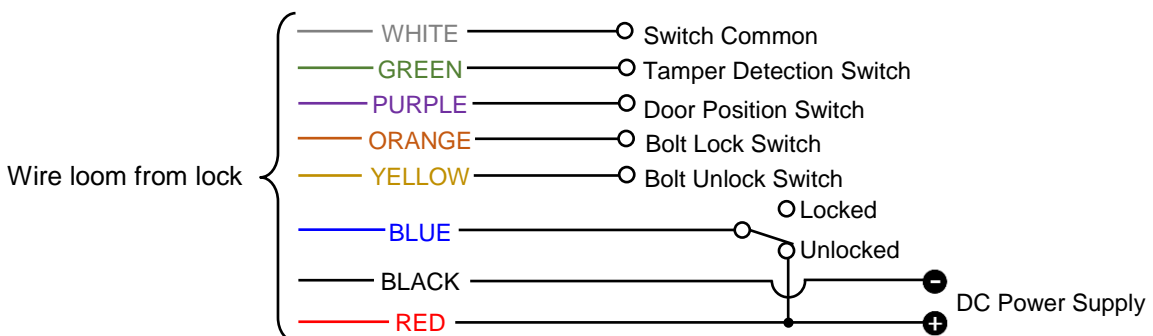 WHITE Switch Common
GREEN Tamper Detection Switch
PURPLE Door Position Switch
ORANGE Bolt Lock Switch
Wire loom from lock
YELLOW Bolt Unlock Switch
Locked
BLUE
Unlocked
BLACK -
DC Power Supply
RED +